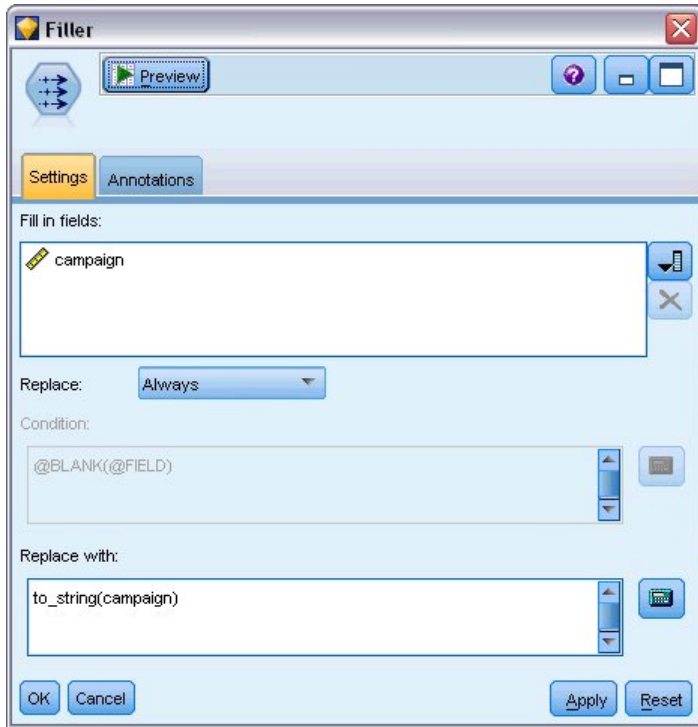 Filler
Preview
Settings
Annotations
Fill in fields:
campaign
Replace:
Always
Condition:
@BLANK(@FIELD)
Replace with:
to_string(campaign)
OK
Cancel
Apply
Reset